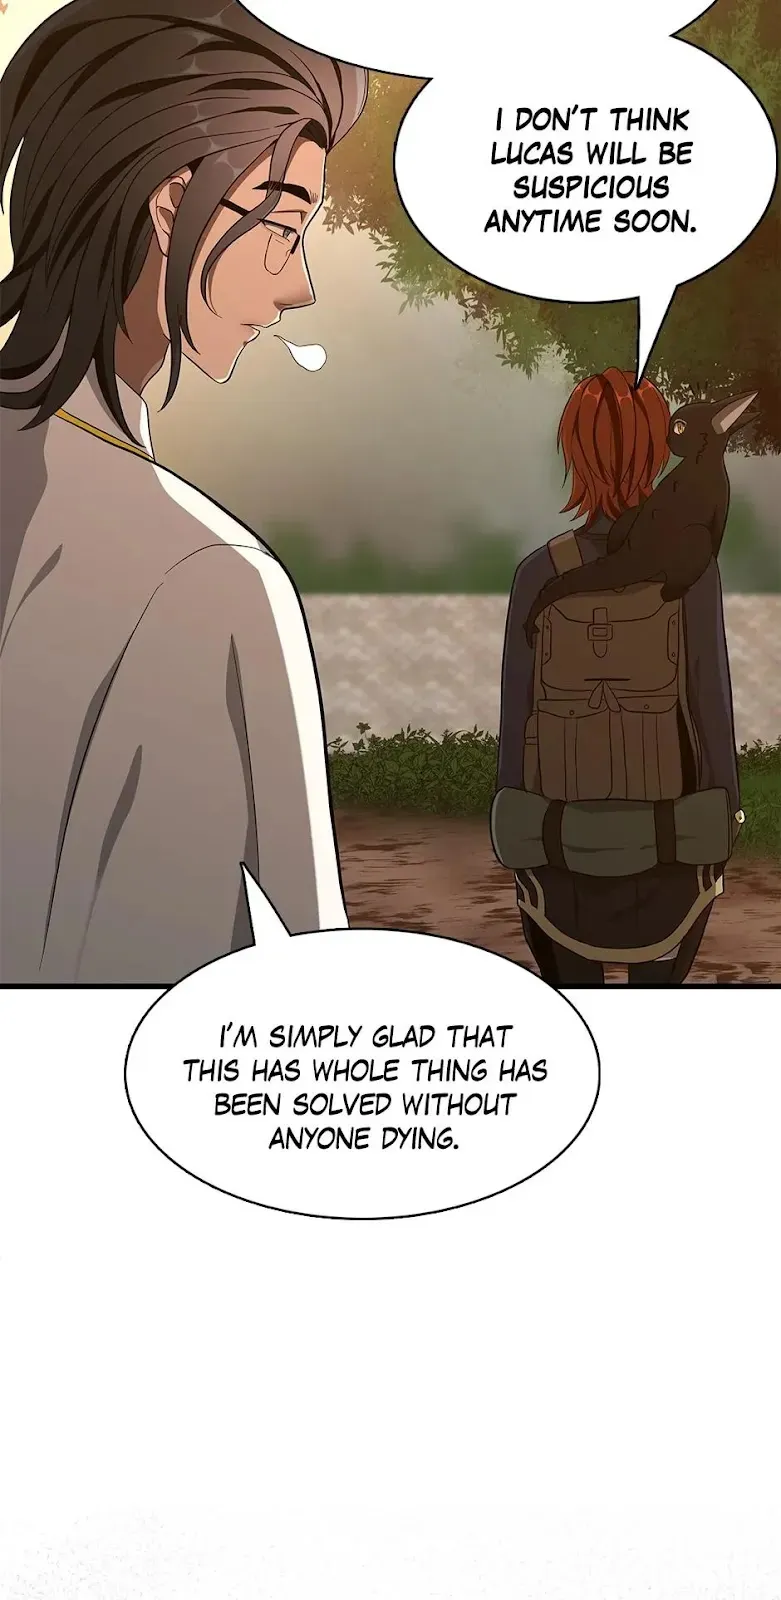 I DON'T THINK
LUCAS WILL BE
SUSPICIOUS
ANYTIME SOON.
I'M SIMPLY GLAD THAT
THIS HAS WHOLE THING HAS
BEEN SOLVED WITHOUT
ANYONE DYING.